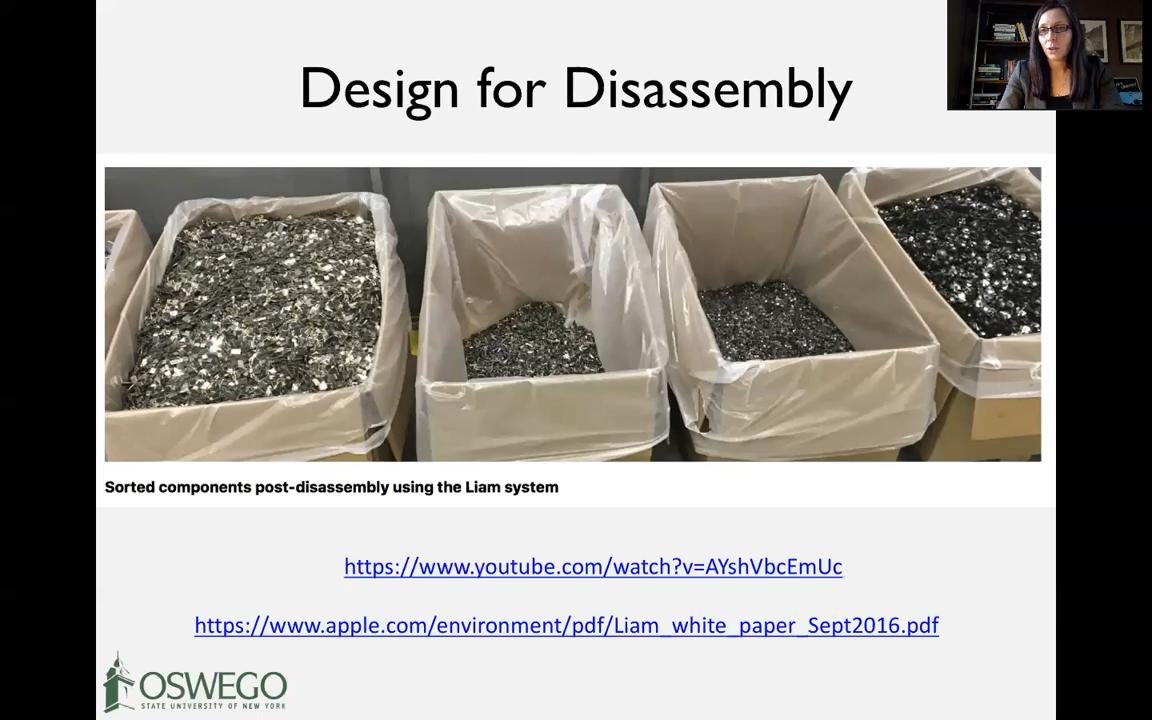 Design for Disassembly
Sorted components post-disassembly using the Liam system
https://www.youtube.com/watch?v=AYshVbcEmUc
https://www.apple.com/environment/pdf/Liam_white_paper_Sept2016.pdf
OSWEGO
STATE UNIVERSITY OF NEW YORK